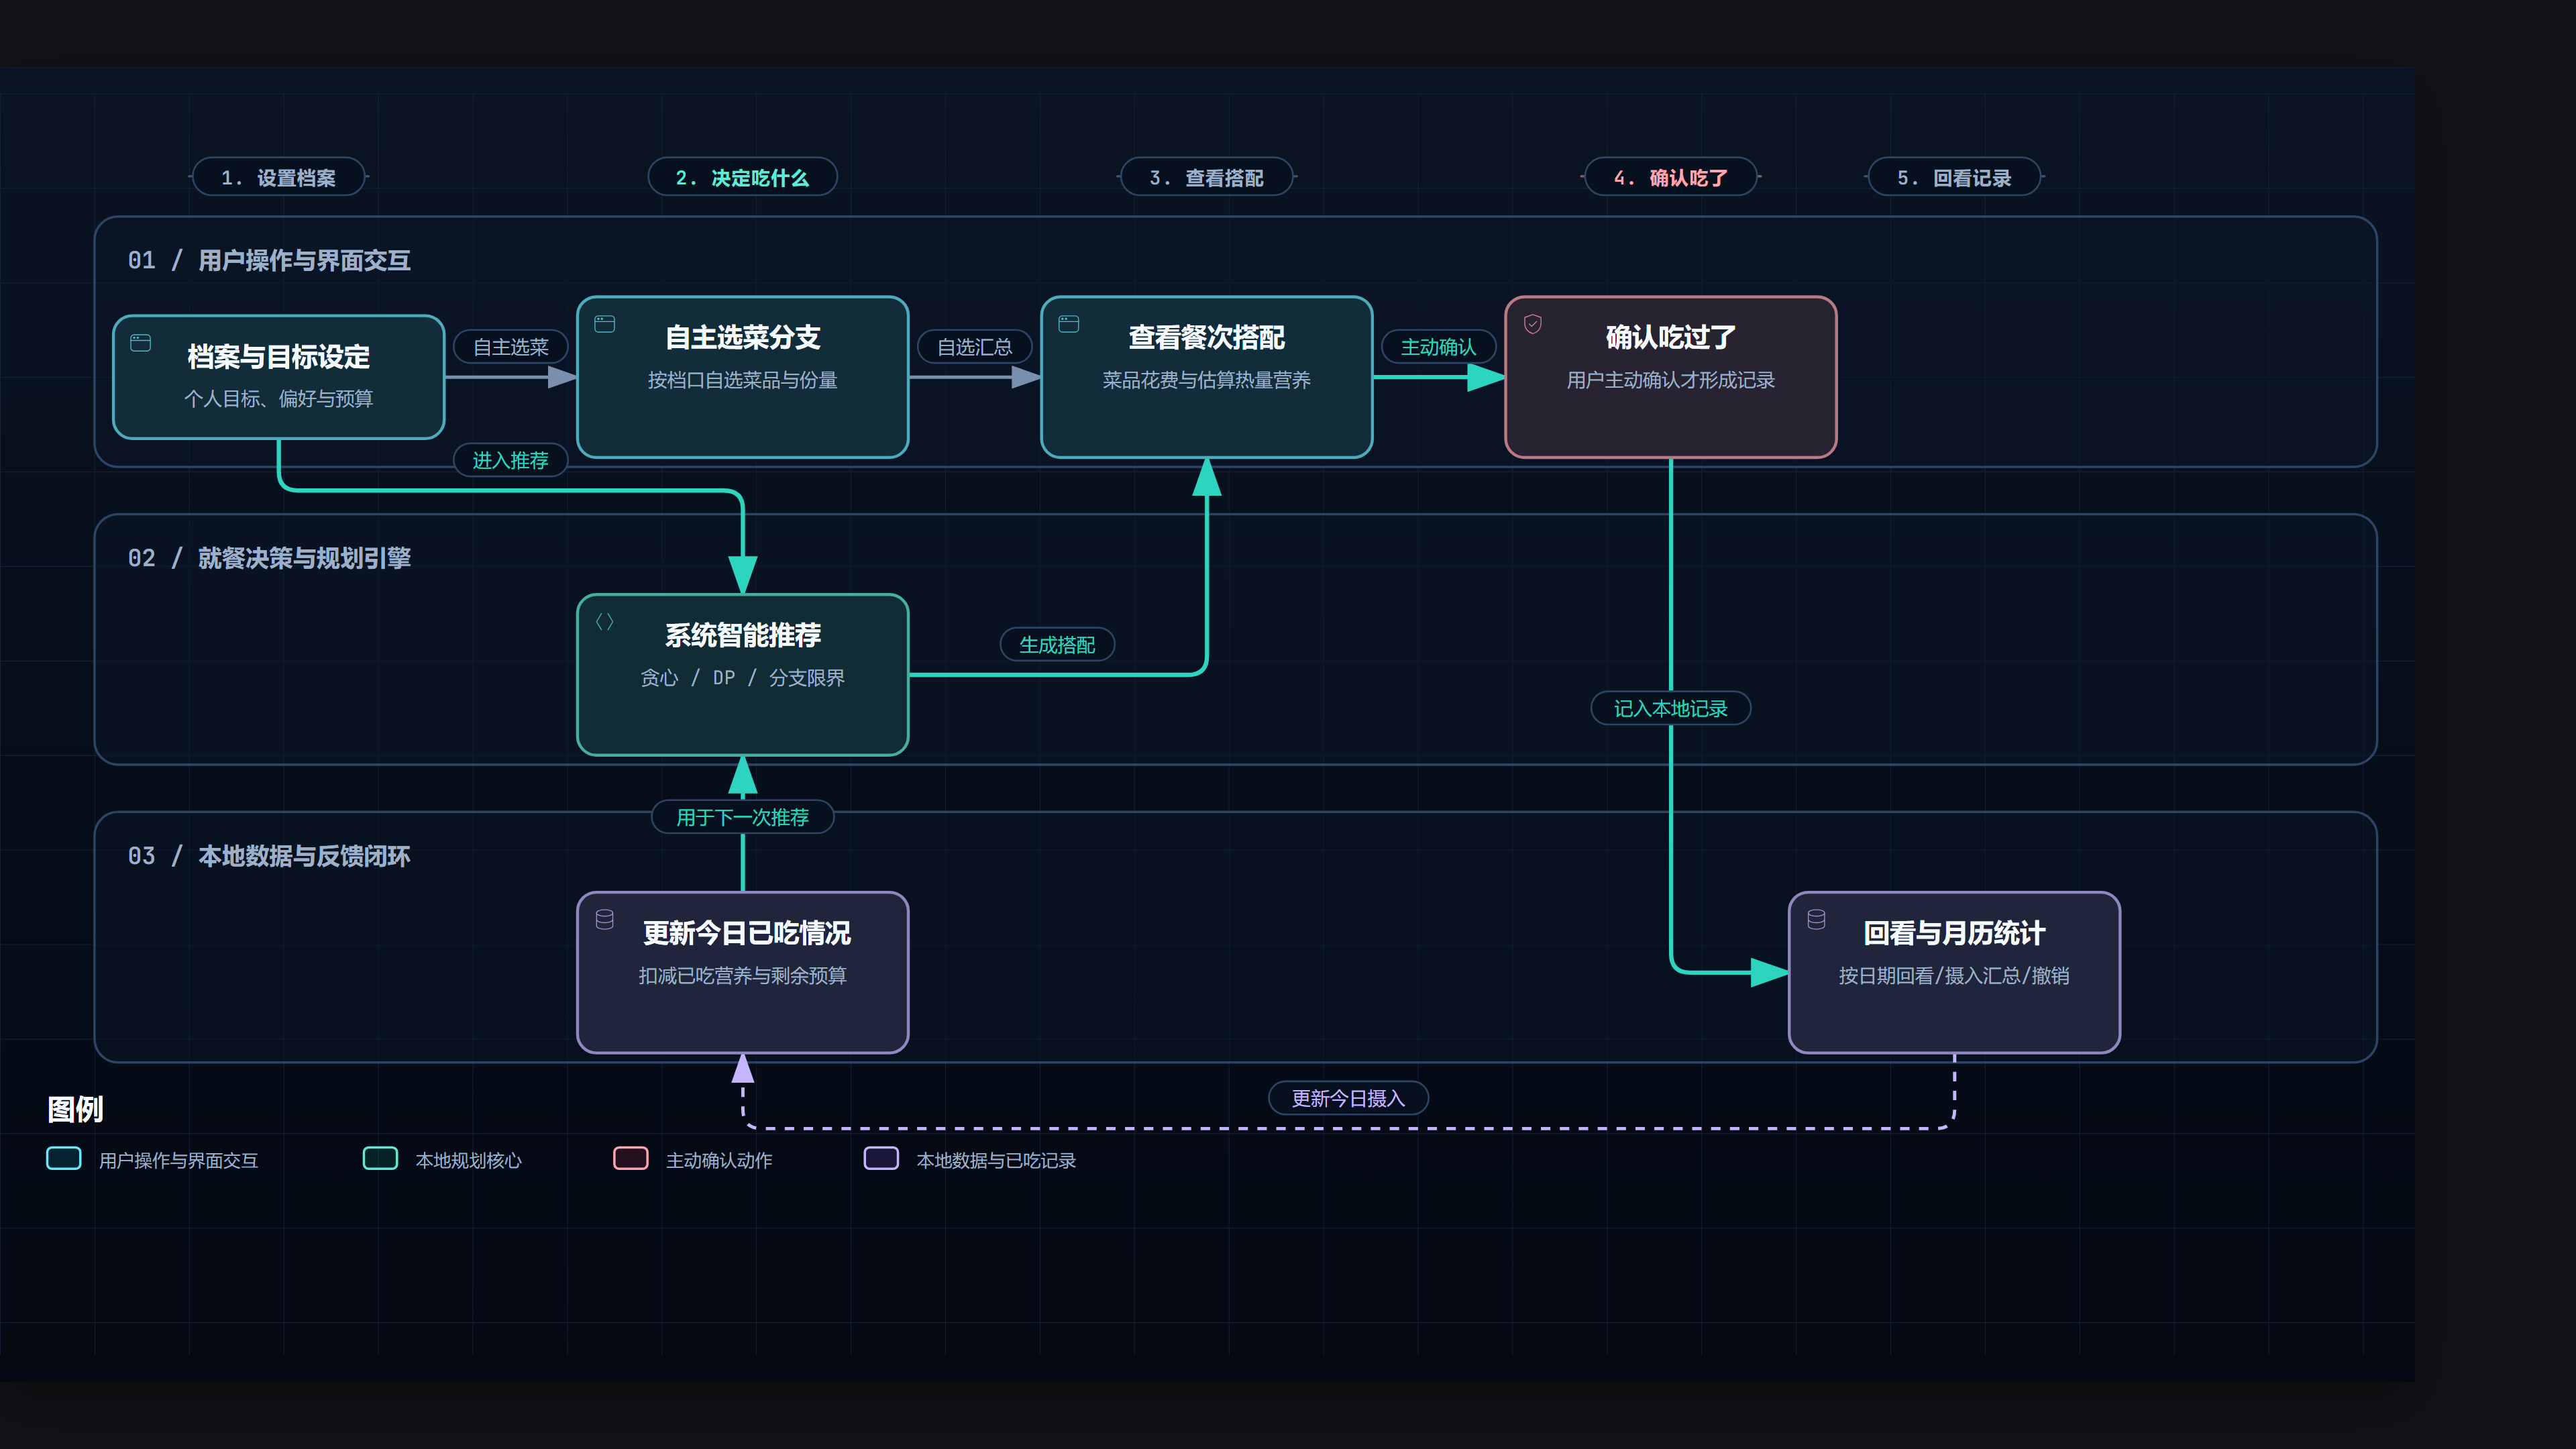 1. 设置档案
2. 决定吃什么
3. 查看搭配
4. 确认吃了
5. 回看记录
01 / 用户操作与界面交互
档案与目标设定
个人目标、偏好与预算
自主选菜
自主选菜分支
按档口自选菜品与份量
自选汇总
查看餐次搭配
菜品花费与估算热量营养
主动确认
确认吃过了
用户主动确认才形成记录
进入推荐
02 / 就餐决策与规划引擎
系统智能推荐
贪心 / DP / 分支限界
生成搭配
记入本地记录
用于下一次推荐
03 / 本地数据与反馈闭环
更新今日已吃情况
扣减已吃营养与剩余预算
回看与月历统计
按日期回看/摄入汇总/撤销
更新今日摄入
图例
用户操作与界面交互
本地规划核心
主动确认动作
本地数据与已吃记录